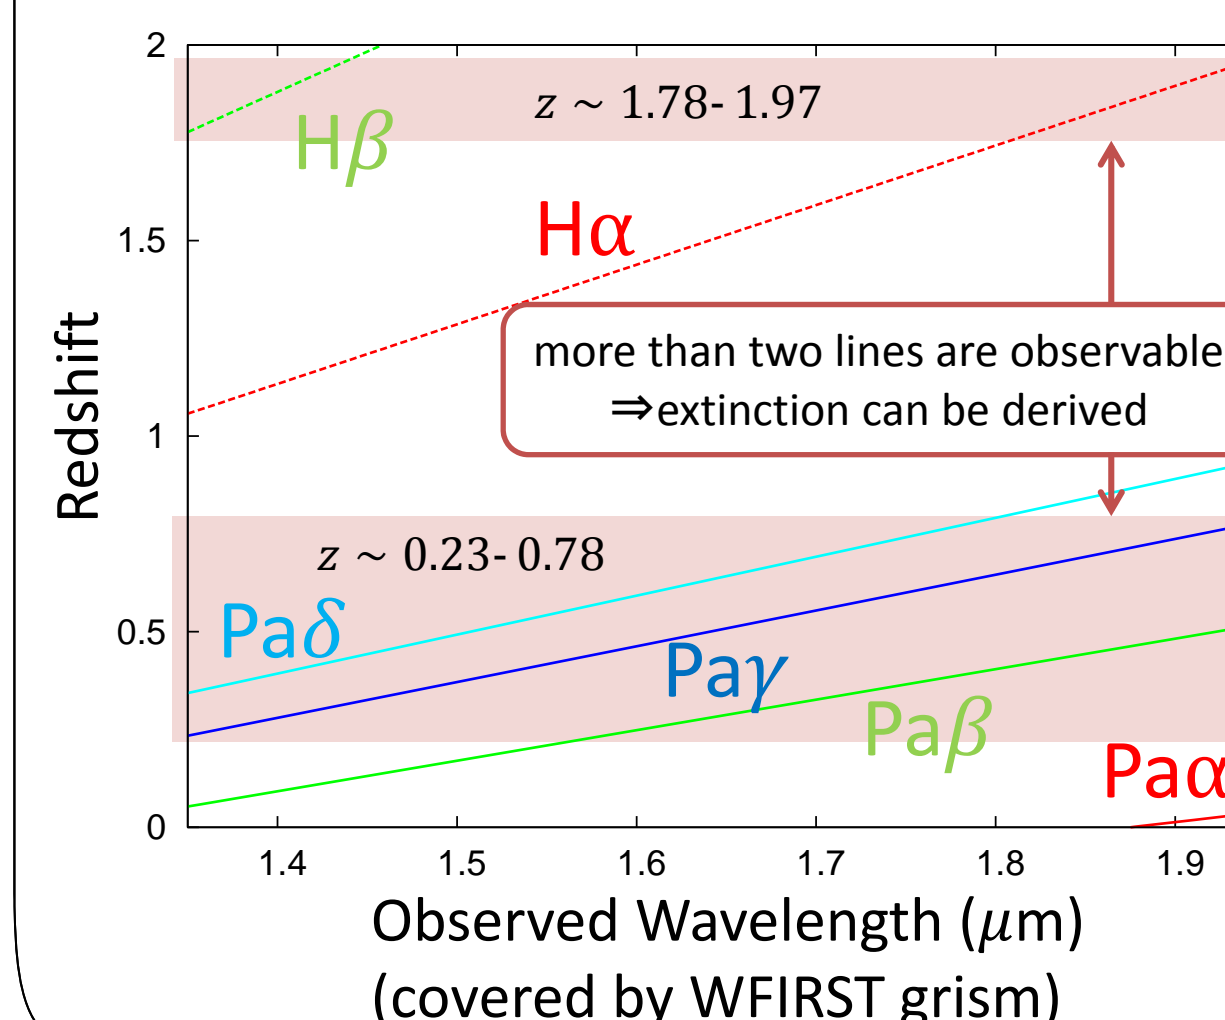 2
z ~ 1.78- 1.97
Hβ
Hα
1.5
more than two lines are observable
⇒extinction can be derived
Redshift
1
z ~ 0.23- 0.78
Paδ
0.5
Paγ
Paβ
Paα
0
1.4 1.5 1.6 1.7 1.8 1.9
Observed Wavelength (μm)
(covered by WFIRST grism)